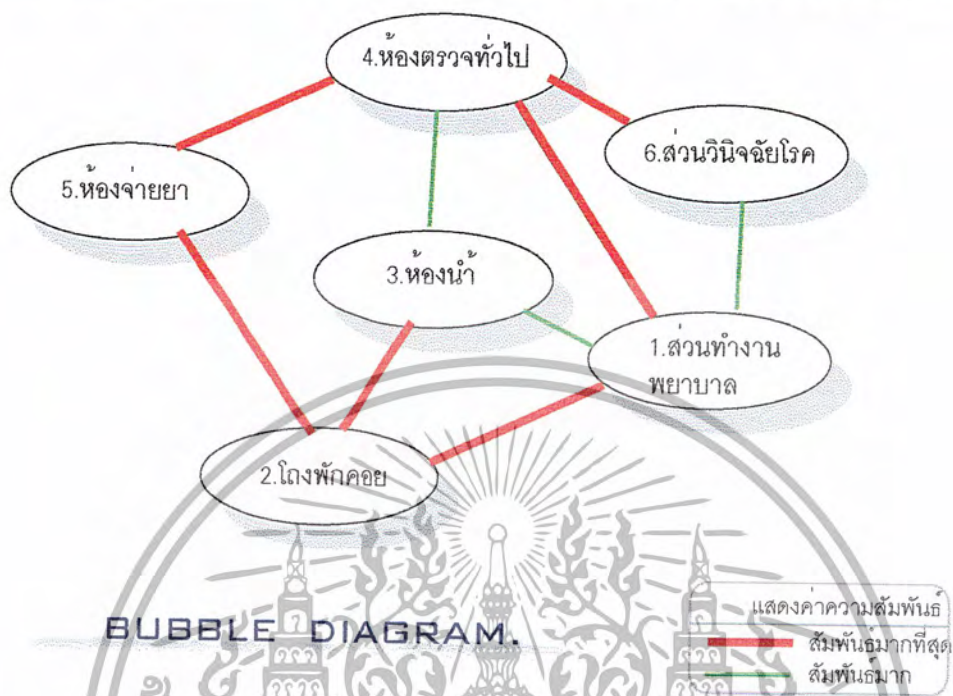 4.ห้องตรวจทั่วไป
6.ส่วนวินิจฉัยโรค
5.ห้องจ่ายยา
3.ห้องน้ำ
1.ส่วนทำงาน
พยาบาล
2.โถงพักคอย
BUBBLE DIAGRAM.
แสดงค่าความสัมพันธ์
สัมพันธ์มากที่สุด
สัมพันธ์มาก